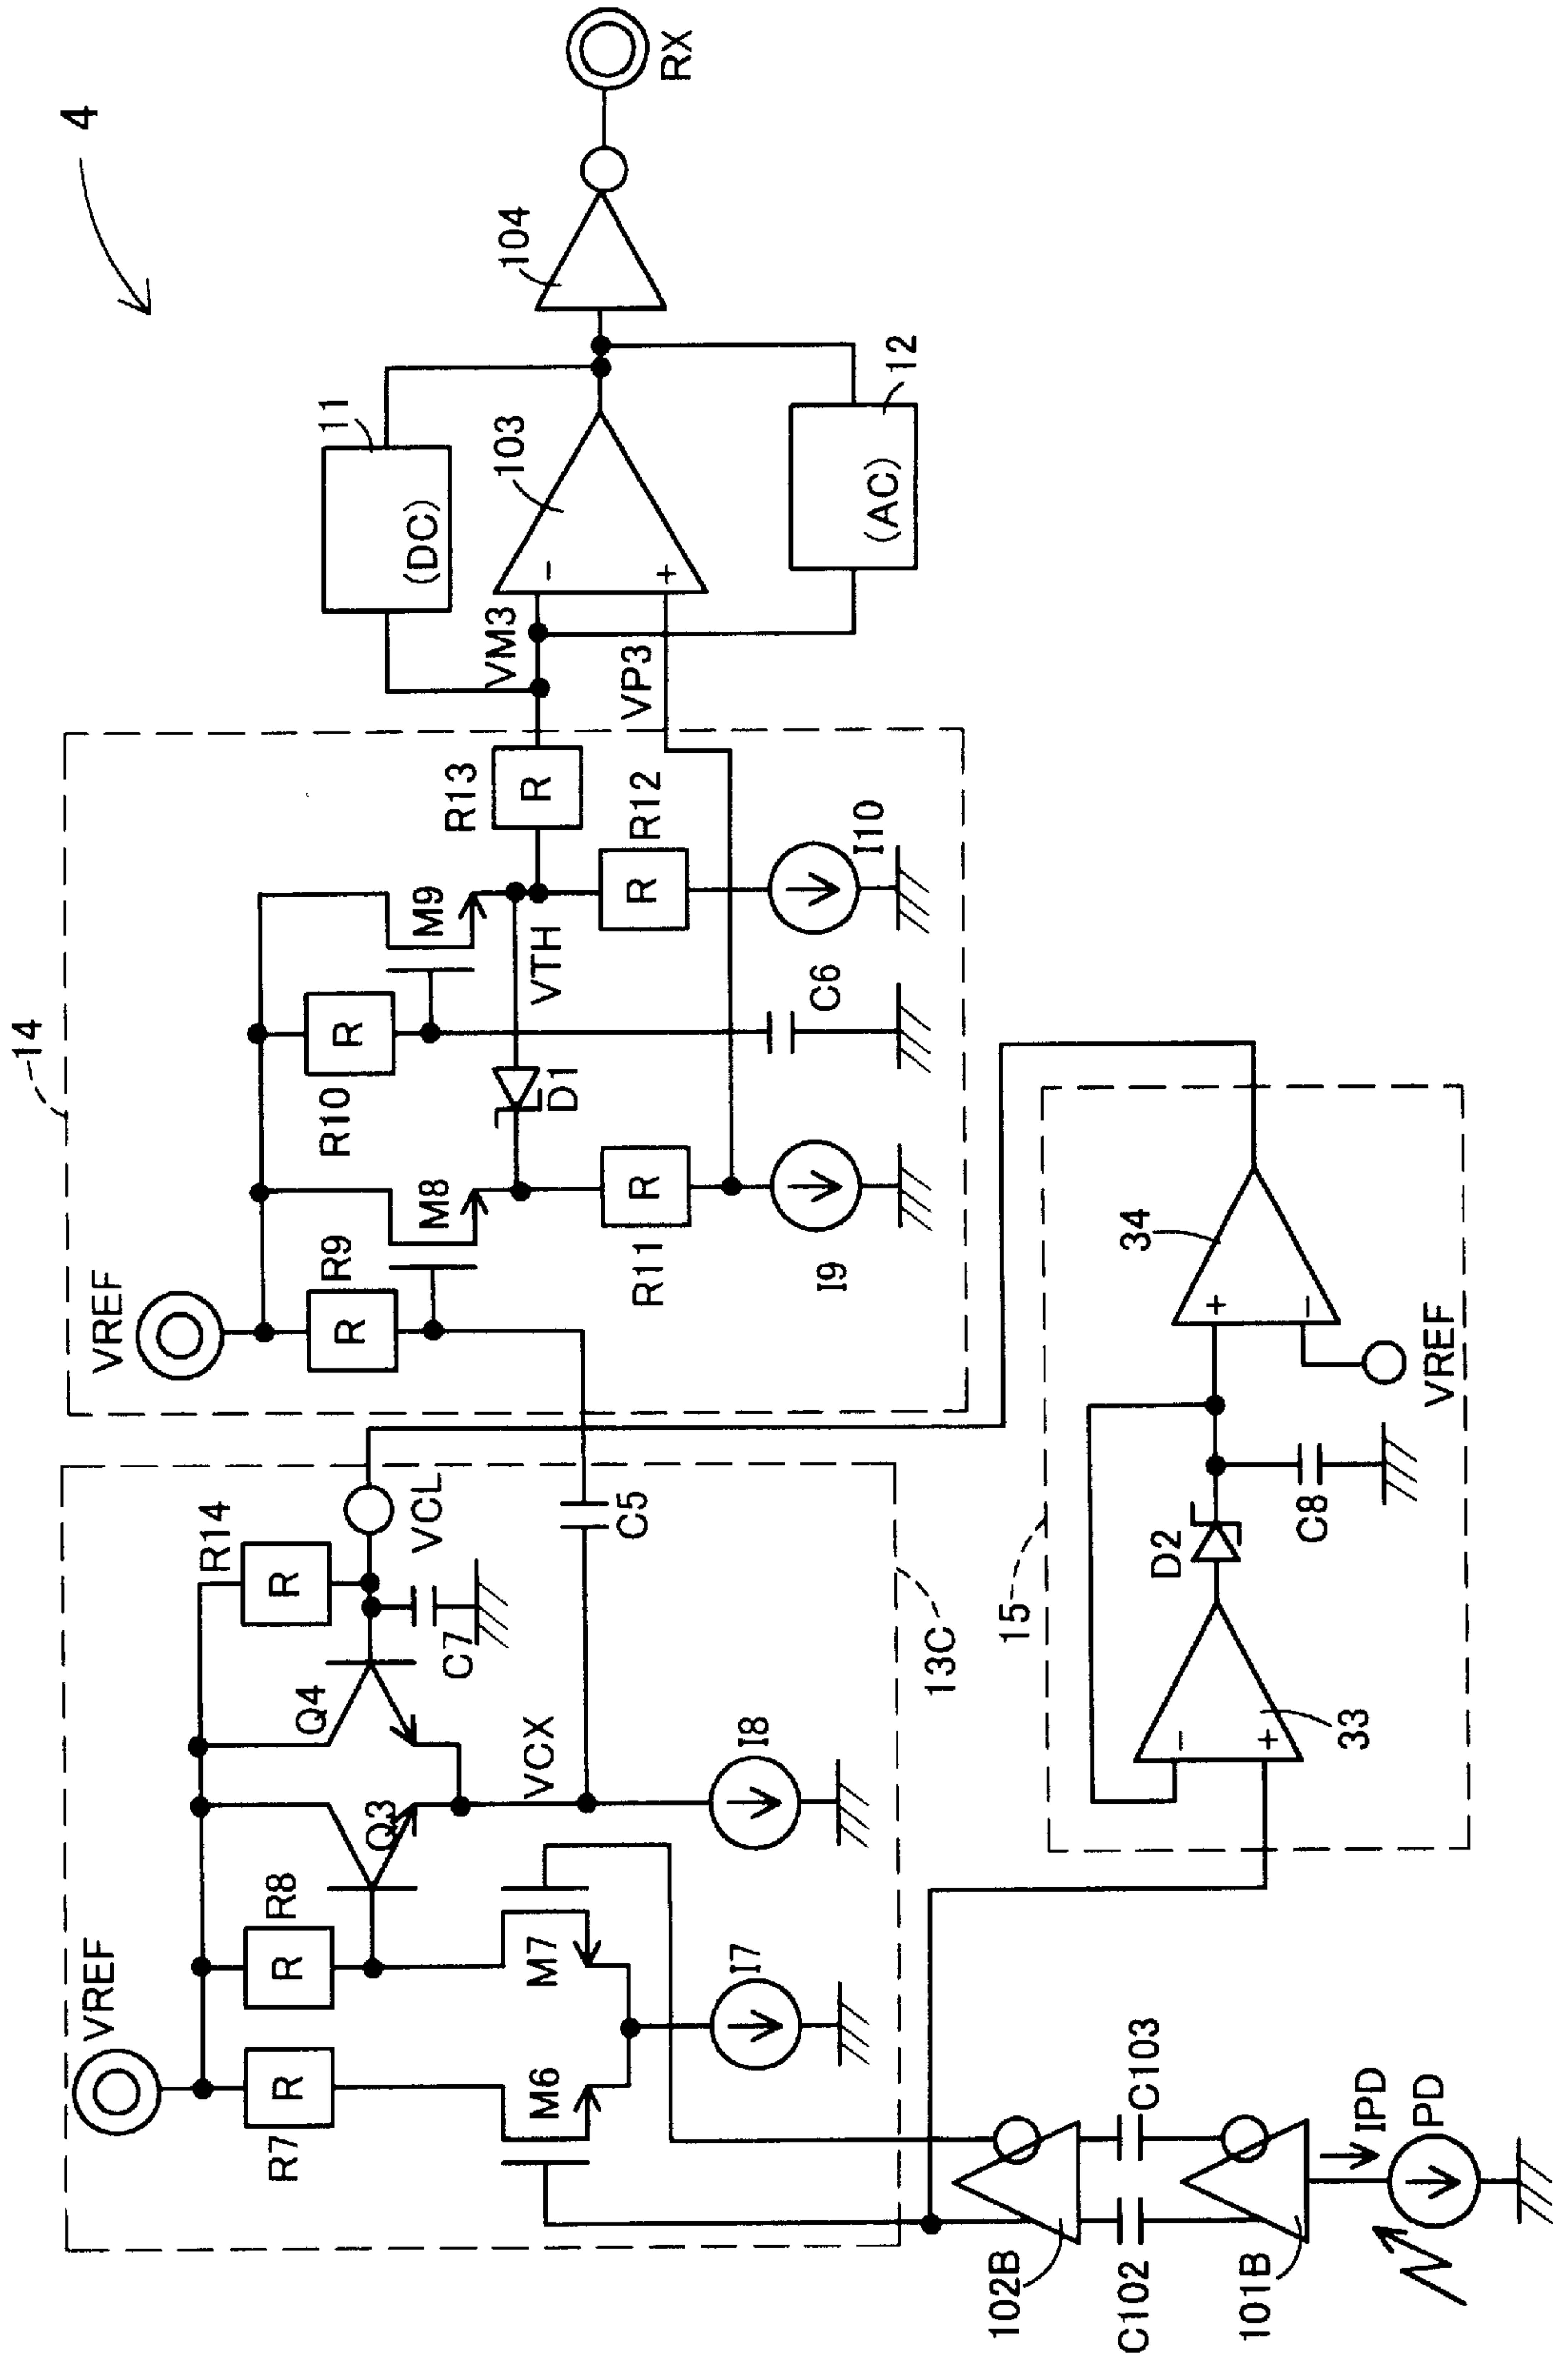 4
14
VREF
R9
R
M8
R10
R
M9
R11
R
I9
D1
VTH
C6
R12
R
I10
R13
R
VM3
VP3
11
(DC)
103
−
+
12
(AC)
104
RX
VREF
R7
R
R8
R
M6
M7
I7
Q3
Q4
R14
R
VCL
C7
VCX
I8
C5
13C
15
33
−
+
D2
C8
34
+
−
VREF
102B
C102
C103
101B
IPD
PD